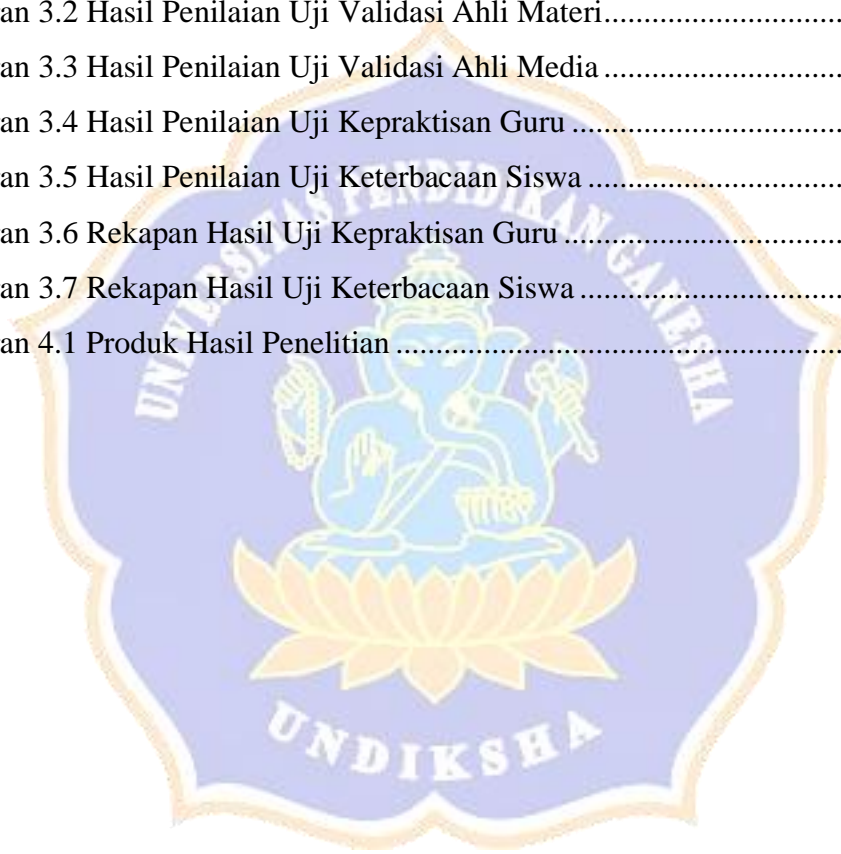 an 3.2 Hasil Penilaian Uji Validasi Ahli Materi..............................
an 3.3 Hasil Penilaian Uji Validasi Ahli Media ..............................
an 3.4 Hasil Penilaian Uji Kepraktisan Guru ..................................
an 3.5 Hasil Penilaian Uji Keterbacaan Siswa ................................
an 3.6 Rekapan Hasil Uji Kepraktisan Guru ...................................
an 3.7 Rekapan Hasil Uji Keterbacaan Siswa .................................
an 4.1 Produk Hasil Penelitian .........................................................
UNIVERSITAS PENDIDIKAN GANESHA
UNDIKSHA